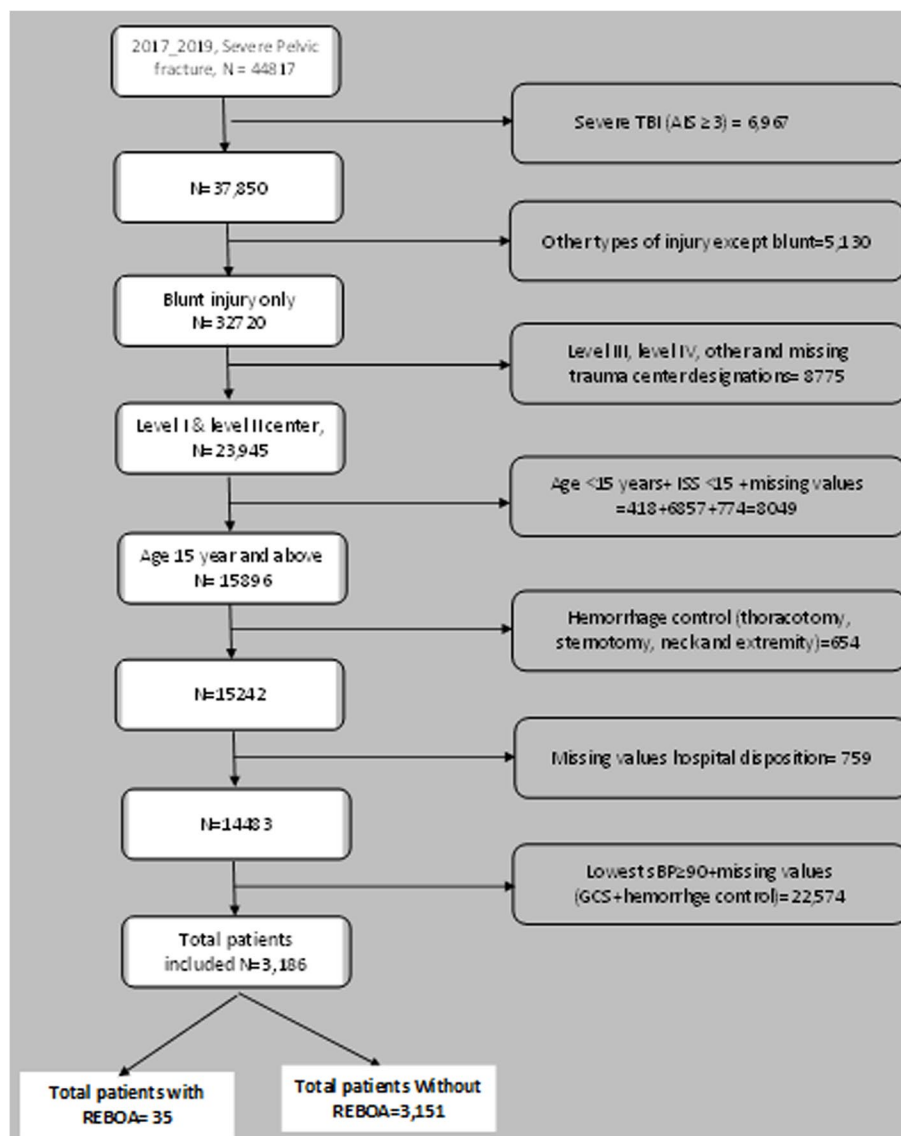 2017_2019, Severe Pelvic
fracture, N = 44817
Severe TBI (AIS ≥ 3) = 6,967
N= 37,850
Other types of injury except blunt=5,130
Blunt injury only
N= 32720
Level III, level IV, other and missing
trauma center designations= 8775
Level I & level II center,
N= 23,945
Age <15 years+ ISS <15 +missing values
=418+6857+774=8049
Age 15 year and above
N= 15896
Hemorrhage control (thoracotomy,
sternotomy, neck and extremity)=654
N=15242
Missing values hospital disposition= 759
N=14483
Lowest sBP≥90+missing values
(GCS+hemorrhge control)= 22,574
Total patients
included N=3,186
Total patients with
REBOA= 35
Total patients Without
REBOA=3,151